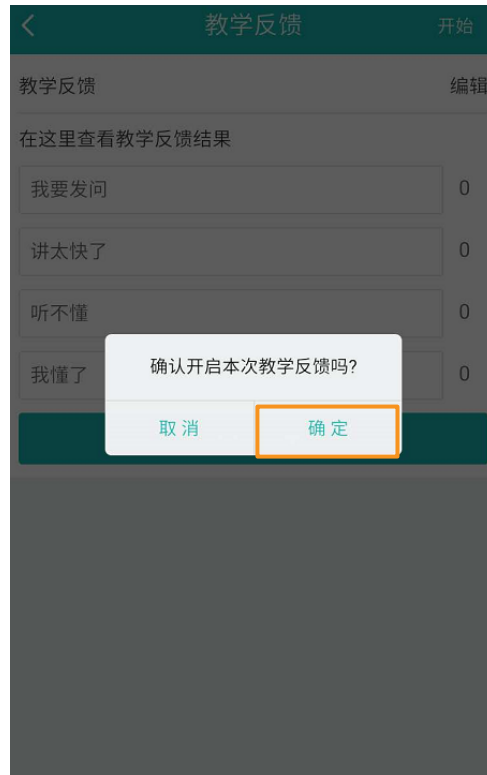 教学反馈 开始
教学反馈 编辑
在这里查看教学反馈结果
我要发问 0
讲太快了 0
听不懂 0
我懂了 0
确认开启本次教学反馈吗?
取消 确定